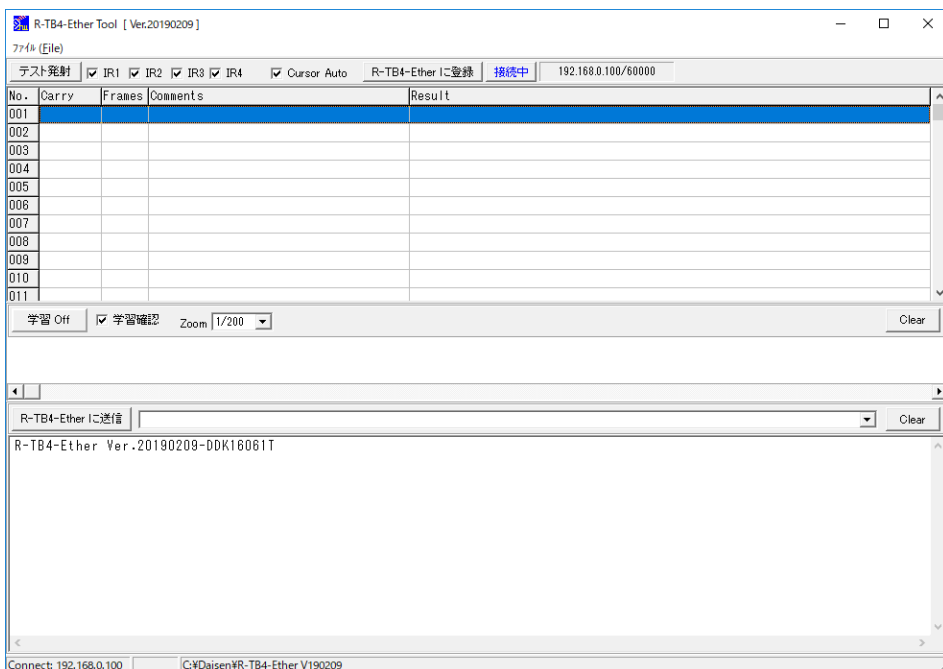 R-TB4-Ether Tool [ Ver.20190209 ]
ファイル (File)
テスト発射 IR1 IR2 IR3 IR4 Cursor Auto R-TB4-Ether に登録 接続中 192.168.0.100/60000
No. Carry Frames Comments Result
001
002
003
004
005
006
007
008
009
010
011
学習 Off 学習確認 Zoom 1/200 Clear
R-TB4-Ether に送信 Clear
R-TB4-Ether Ver.20190209-DDK16061T
Connect: 192.168.0.100 C:¥Daisen¥R-TB4-Ether V190209